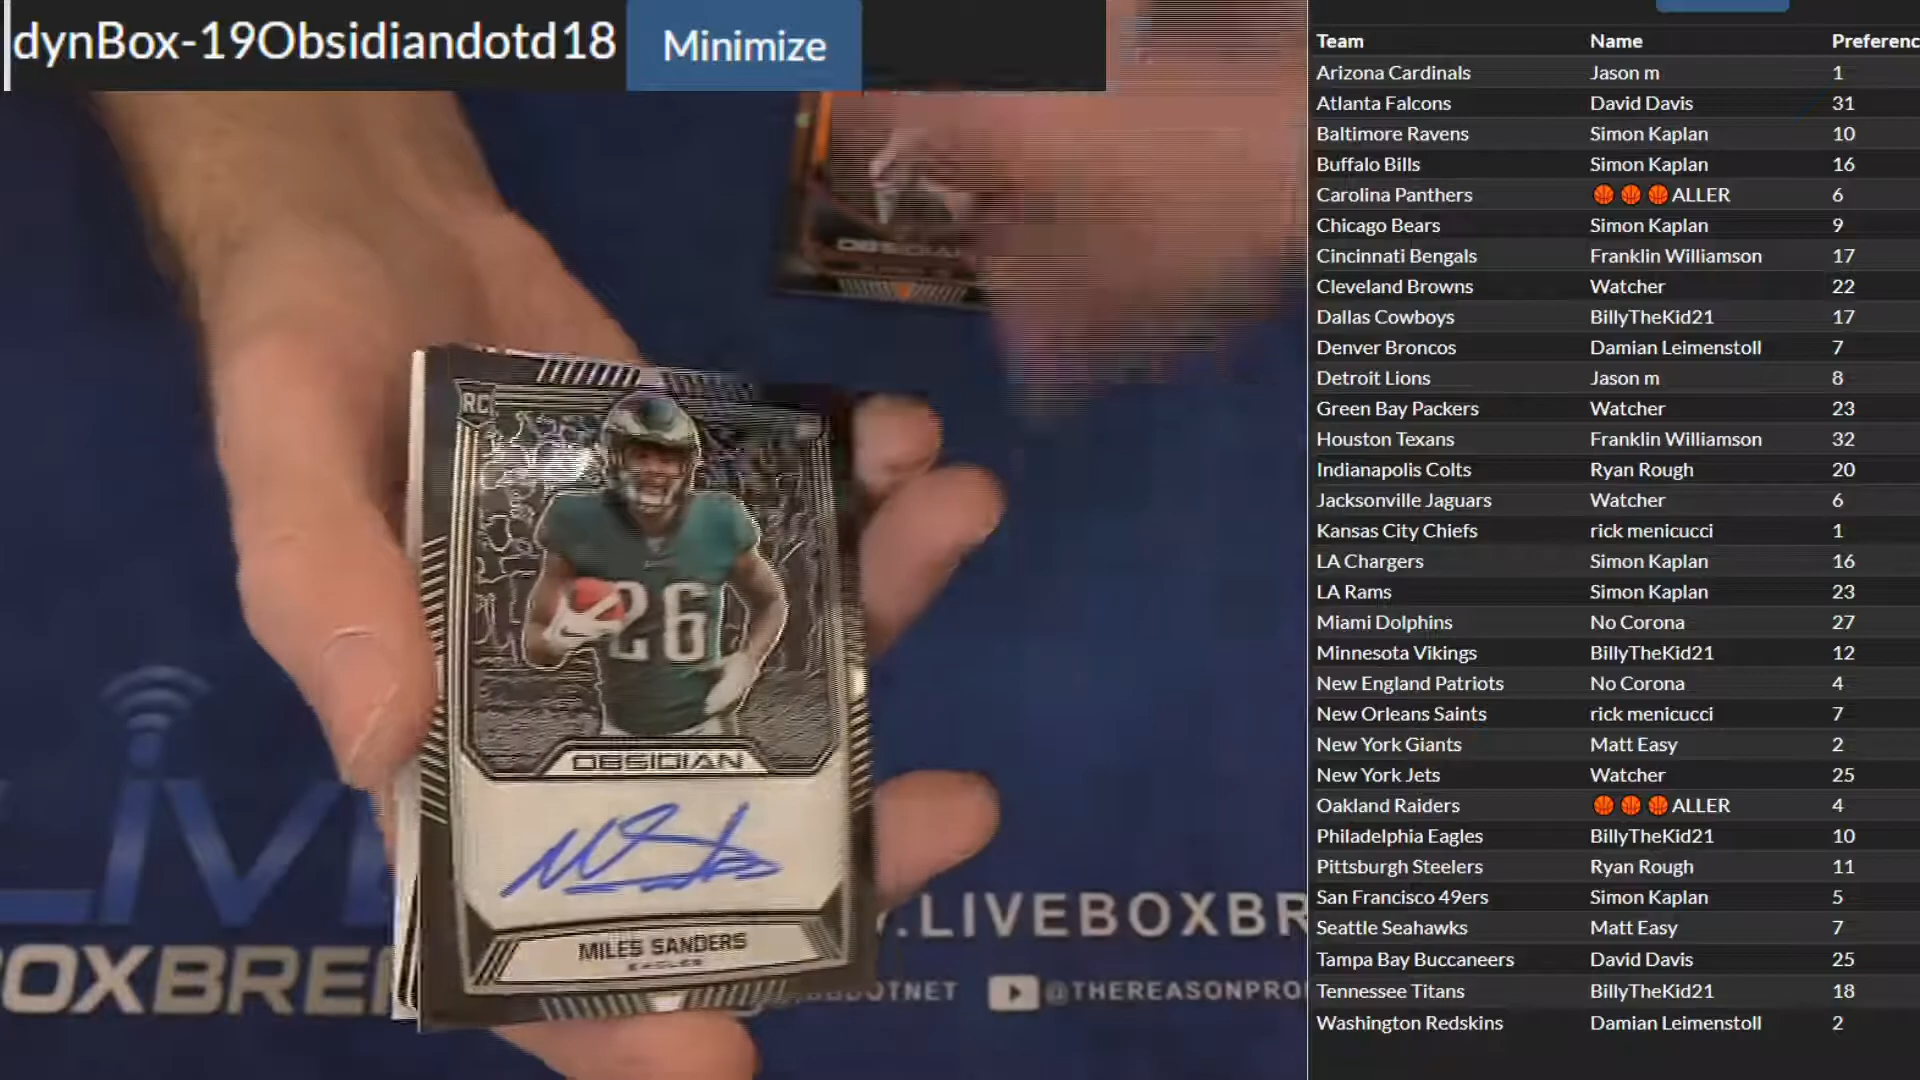 dynBox-19Obsidiandotd18
Minimize
Team Name Preferenc
Arizona Cardinals Jason m 1
Atlanta Falcons David Davis 31
Baltimore Ravens Simon Kaplan 10
Buffalo Bills Simon Kaplan 16
Carolina Panthers 🏀 🏀 🏀 ALLER 6
Chicago Bears Simon Kaplan 9
Cincinnati Bengals Franklin Williamson 17
Cleveland Browns Watcher 22
Dallas Cowboys BillyTheKid21 17
Denver Broncos Damian Leimenstoll 7
Detroit Lions Jason m 8
Green Bay Packers Watcher 23
Houston Texans Franklin Williamson 32
Indianapolis Colts Ryan Rough 20
Jacksonville Jaguars Watcher 6
Kansas City Chiefs rick menicucci 1
LA Chargers Simon Kaplan 16
LA Rams Simon Kaplan 23
Miami Dolphins No Corona 27
Minnesota Vikings BillyTheKid21 12
New England Patriots No Corona 4
New Orleans Saints rick menicucci 7
New York Giants Matt Easy 2
New York Jets Watcher 25
Oakland Raiders 🏀 🏀 🏀 ALLER 4
Philadelphia Eagles BillyTheKid21 10
Pittsburgh Steelers Ryan Rough 11
San Francisco 49ers Simon Kaplan 5
Seattle Seahawks Matt Easy 7
Tampa Bay Buccaneers David Davis 25
Tennessee Titans BillyTheKid21 18
Washington Redskins Damian Leimenstoll 2
OBSIDIAN
RC
26
OBSIDIAN
MILES SANDERS
EAGLES
LIV
OXBRE
.LIVEBOXBR
DOTNET
@THEREASONPRO